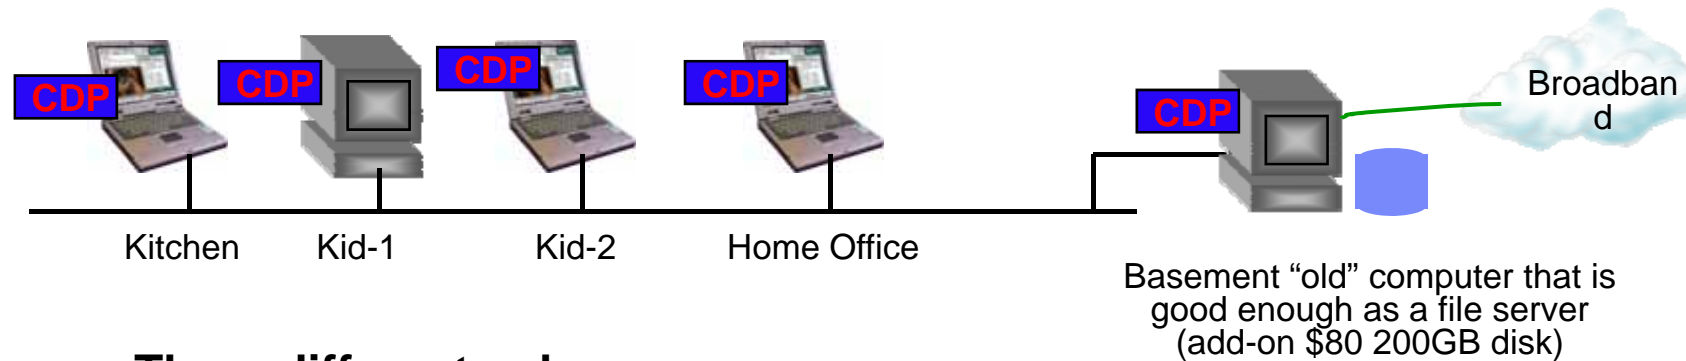 CDP
CDP
CDP
CDP
CDP
Broadban
d
Kitchen
Kid-1
Kid-2
Home Office
Basement “old” computer that is
good enough as a file server
(add-on $80 200GB disk)